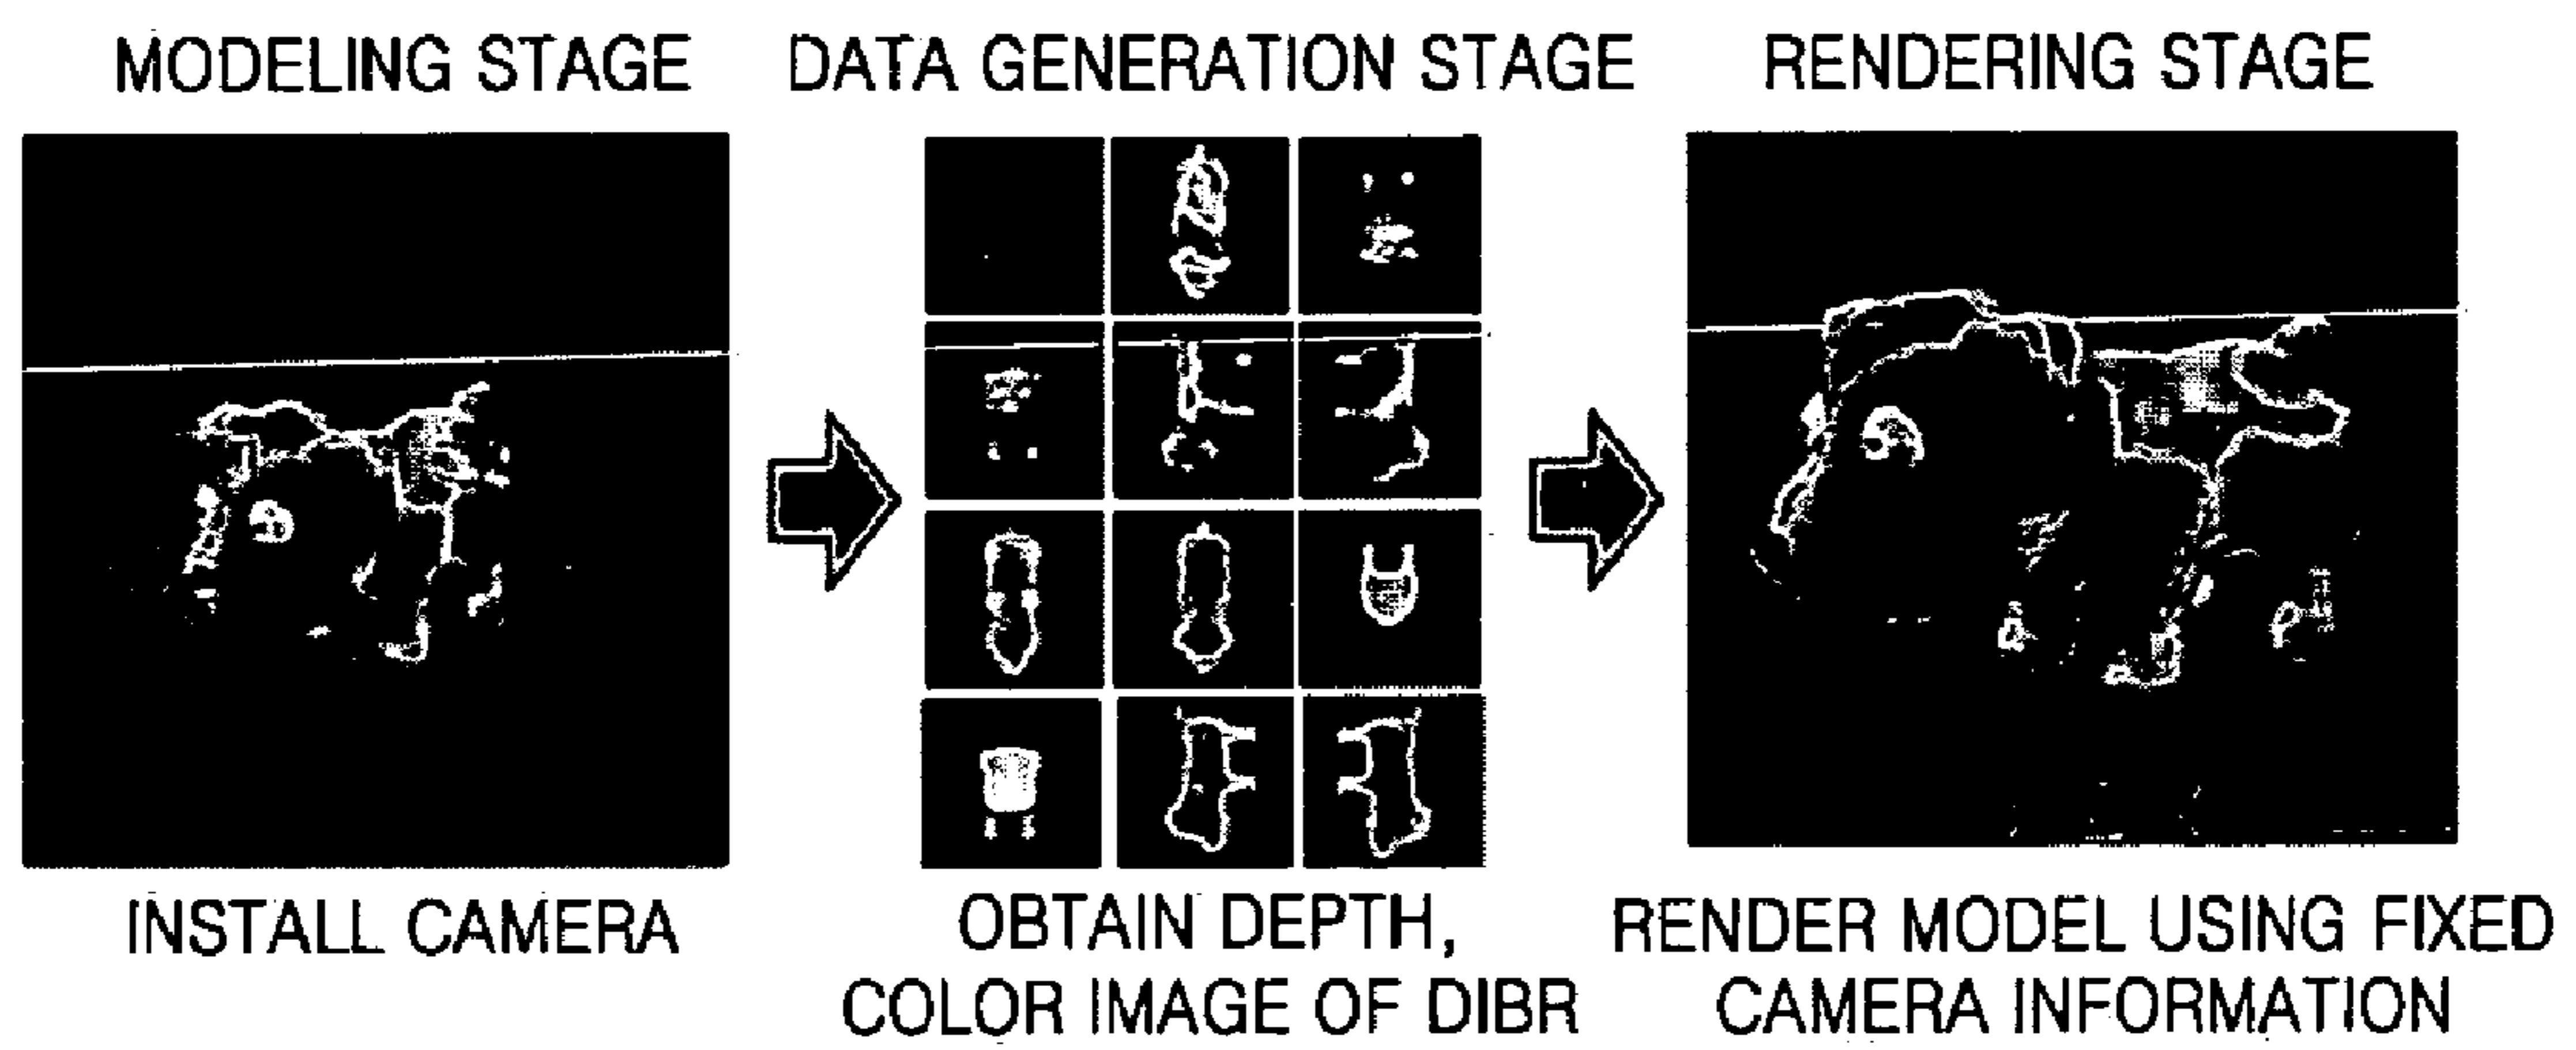 MODELING STAGE
DATA GENERATION STAGE
RENDERING STAGE
INSTALL CAMERA
OBTAIN DEPTH,
COLOR IMAGE OF DIBR
RENDER MODEL USING FIXED
CAMERA INFORMATION